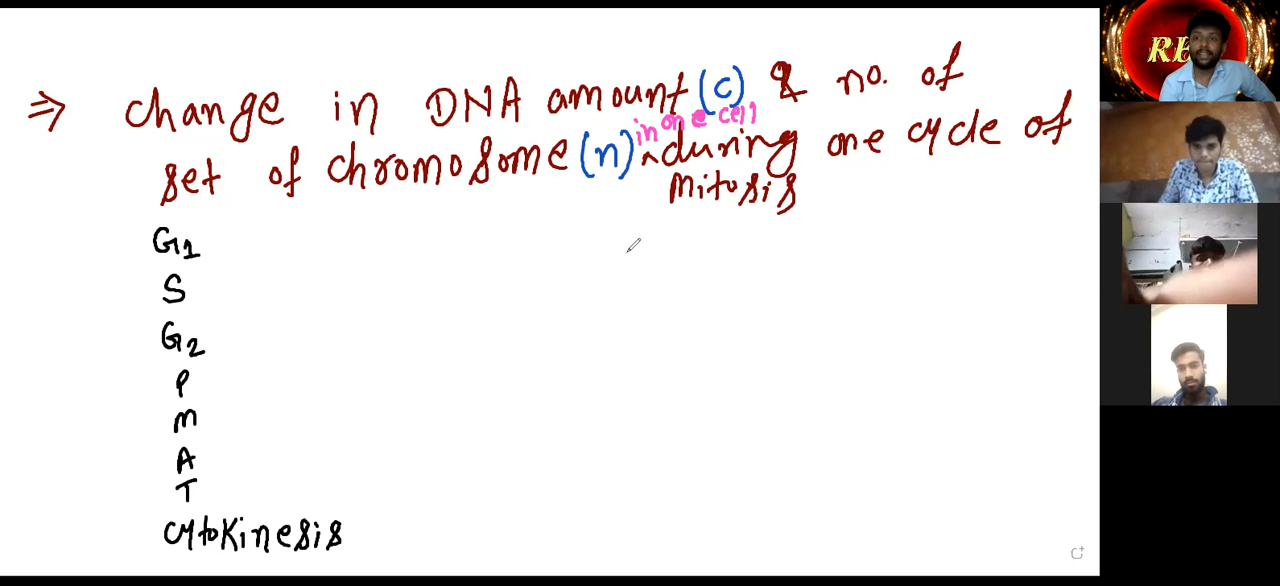 ⇒ change in DNA amount (c) & no. of
set of chromosome (n) ^ during one cycle of
in one cell
mitosis
G1
S
G2
P
M
A
T
cytokinesis